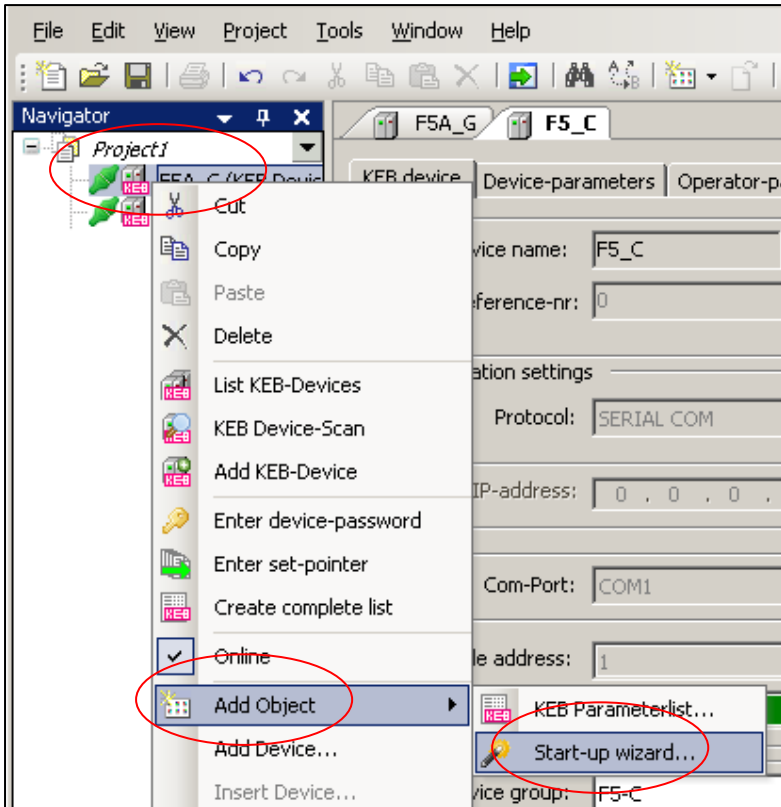 File Edit View Project Tools Window Help
Navigator
F5A_G F5_C
Project1
KEB device Device-parameters Operator-p
Cut
Copy
Paste
Delete
List KEB-Devices
KEB Device-Scan
Add KEB-Device
Enter device-password
Enter set-pointer
Create complete list
Online
Add Object
Add Device...
Insert Device...
vice name: F5_C
ference-nr: 0
ation settings
Protocol: SERIAL COM
IP-address: 0 . 0 . 0 .
Com-Port: COM1
le address: 1
KEB Parameterlist...
Start-up wizard...
vice group: F5-C